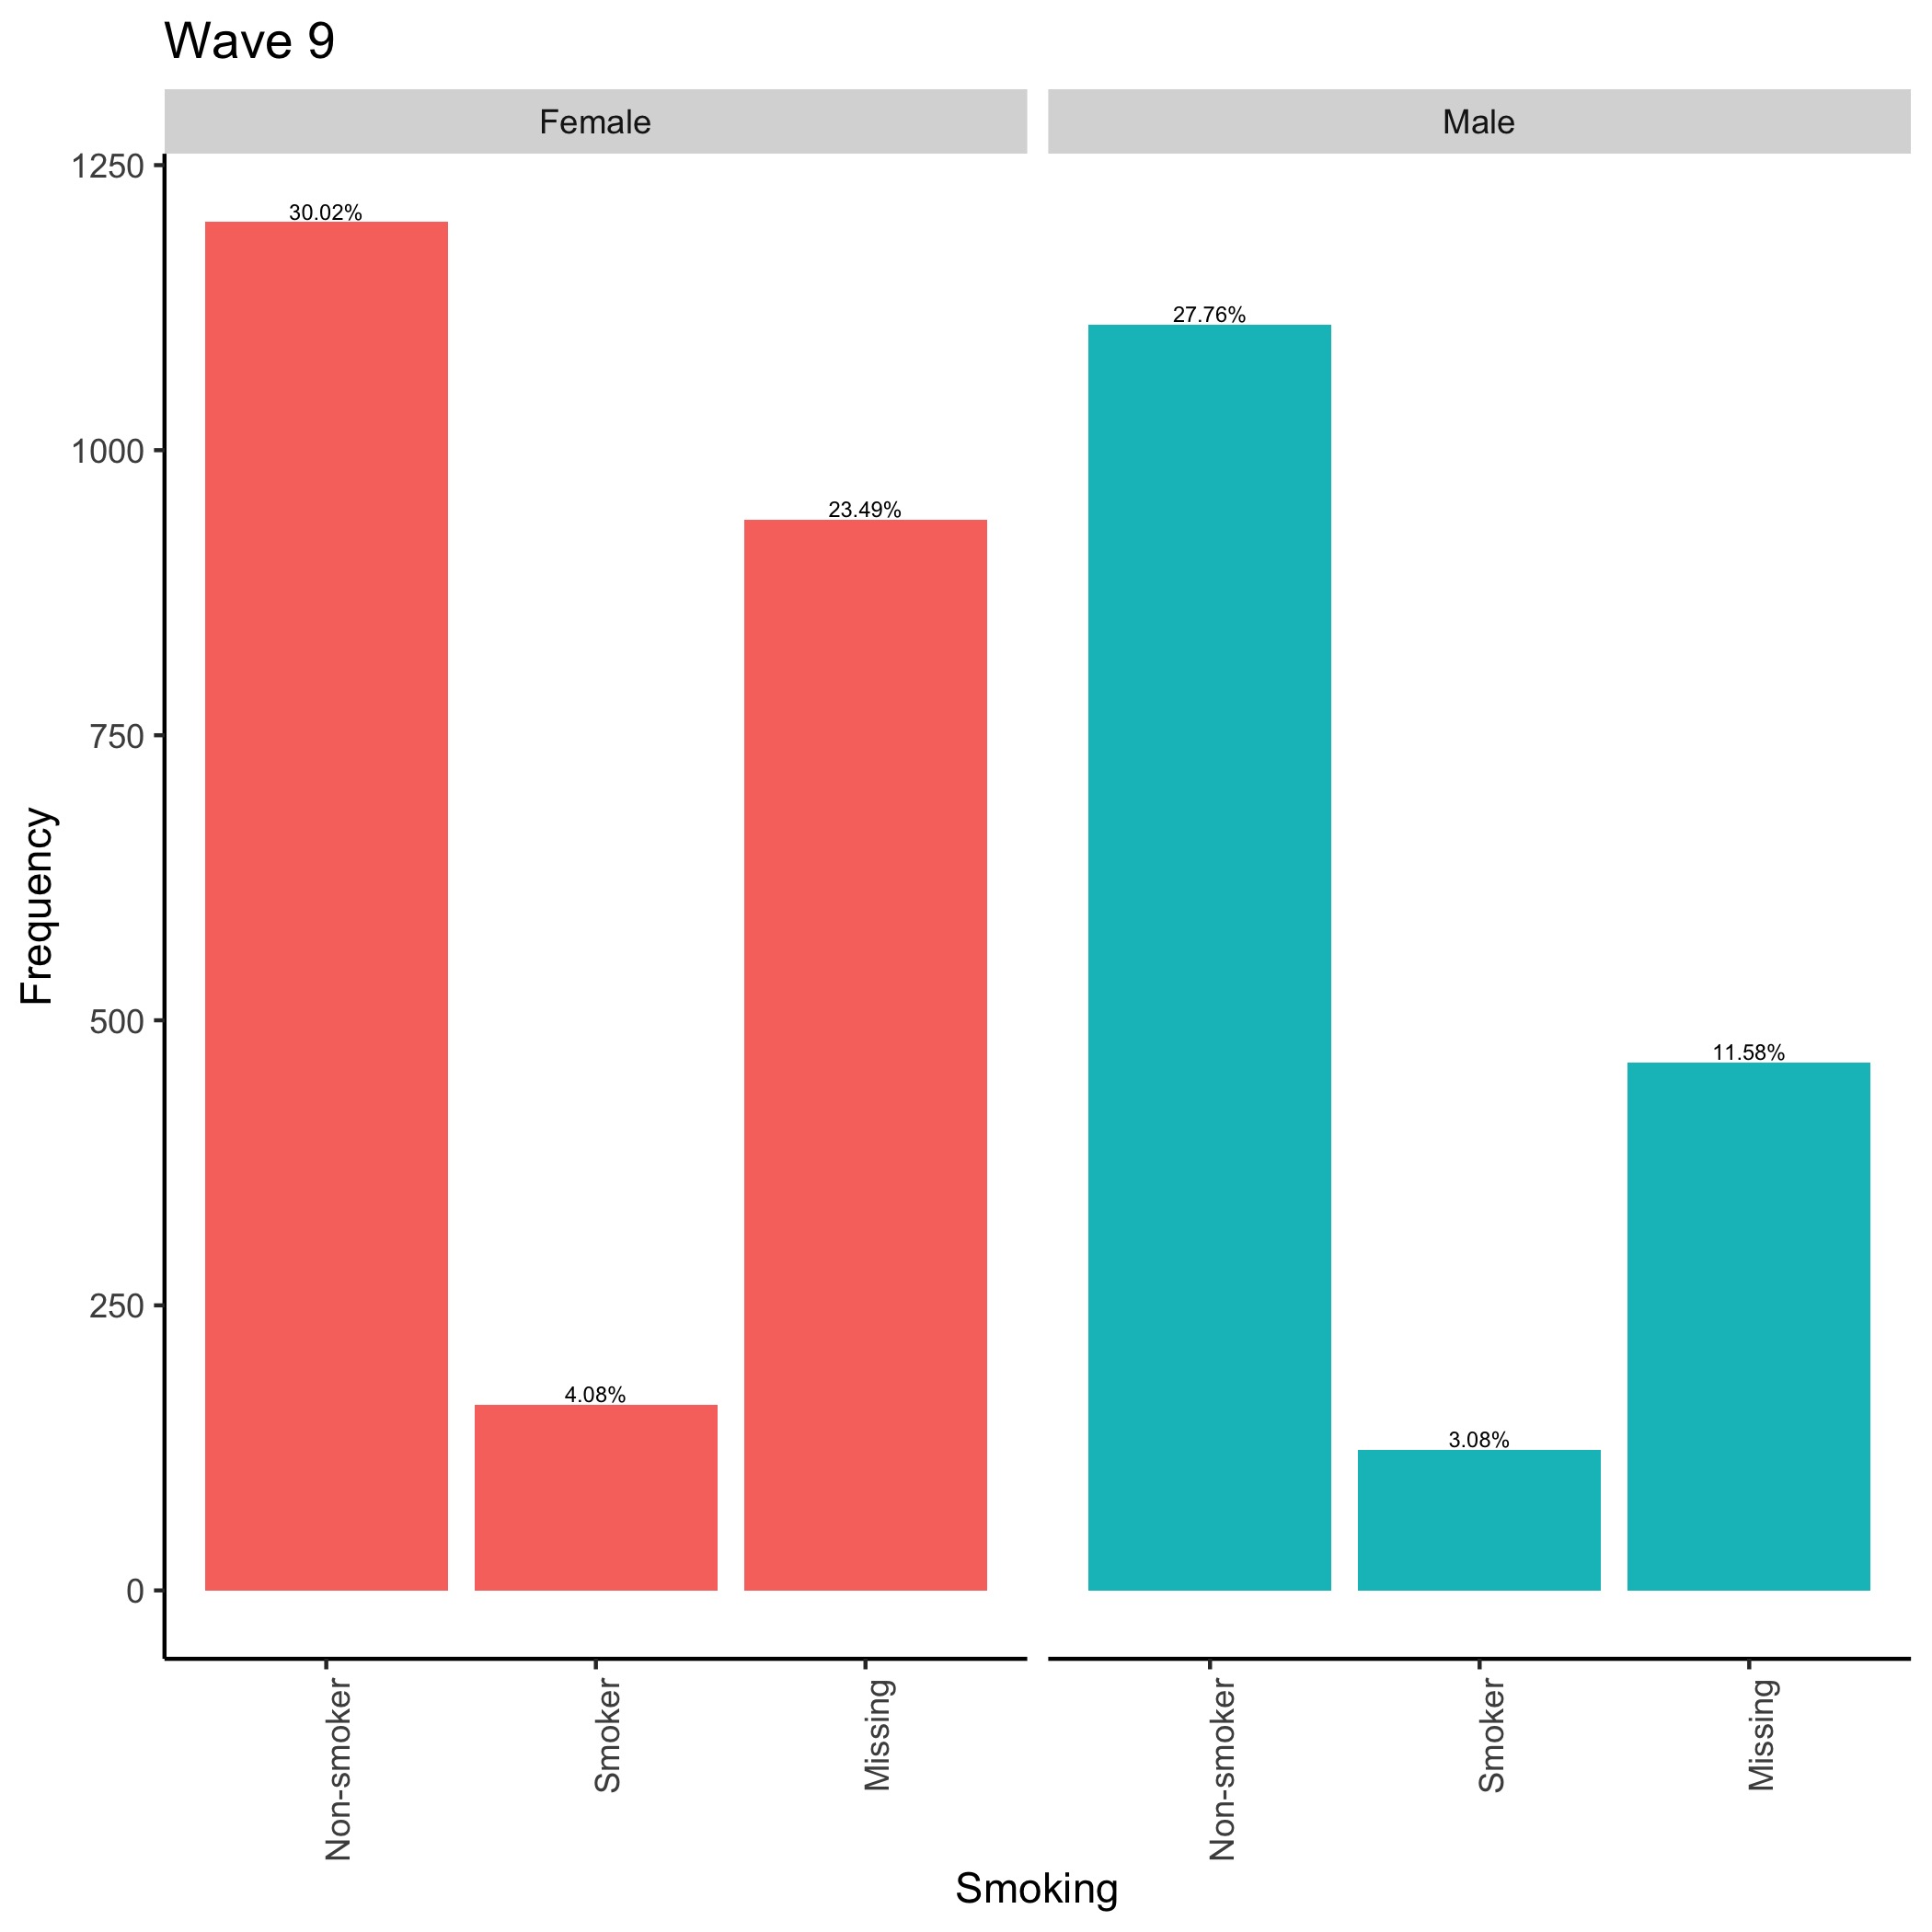 Wave 9
Female Male
1250
30.02%
27.76%
1000
23.49%
750
Frequency
500
11.58%
250
4.08%
3.08%
0
Non-smoker Smoker Missing Non-smoker Smoker Missing
Smoking